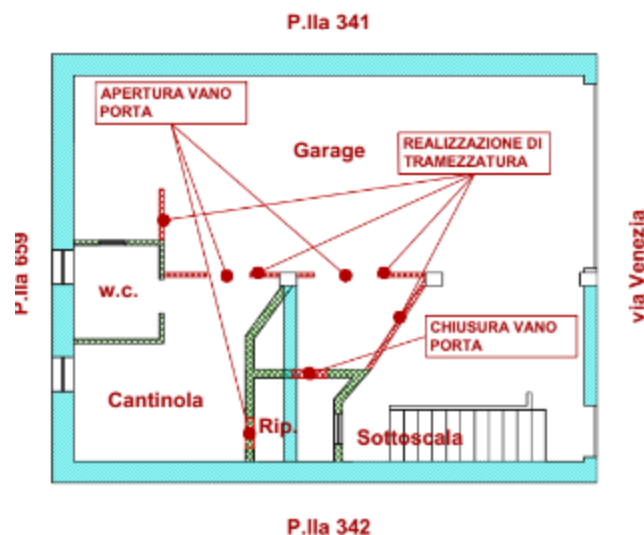 P.lla 341
APERTURA VANO
PORTA
REALIZZAZIONE DI
TRAMEZZATURA
Garage
P.lla 659
via Venezia
w.c.
CHIUSURA VANO
PORTA
Cantinola
Rip.
Sottoscala
P.lla 342